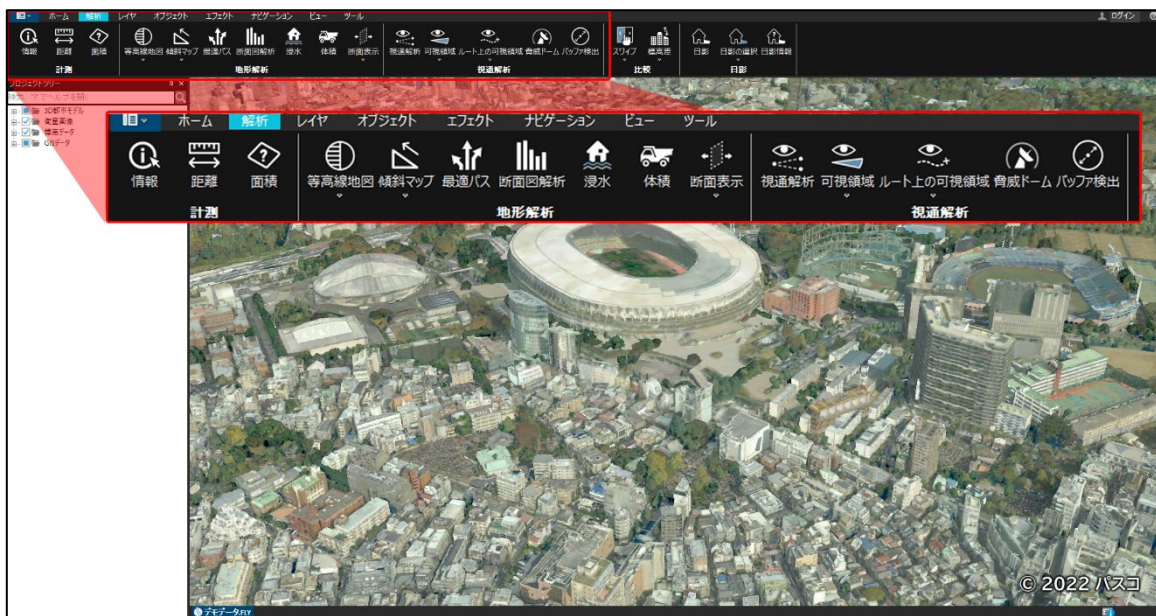 ホーム 解析 レイヤ オブジェクト エフェクト ナビゲーション ビュー ツール ログイン
情報 距離 面積 等高線地図 傾斜マップ 最適パス 断面図解析 浸水 体積 断面表示 視通解析 可視領域 ルート上の可視領域 脅威ドーム バッファ検出 スワイプ 標高差 日影 日影の選択 日影情報
計測 地形解析 視通解析 比較 日影
プロジェクトツリー
3D都市モデル
衛星画像
標高データ
GISデータ
ホーム 解析 レイヤ オブジェクト エフェクト ナビゲーション ビュー ツール
情報 距離 面積 等高線地図 傾斜マップ 最適パス 断面図解析 浸水 体積 断面表示 視通解析 可視領域 ルート上の可視領域 脅威ドーム バッファ検出
計測 地形解析 視通解析
© 2022 パスコ
デモデータ.FLY